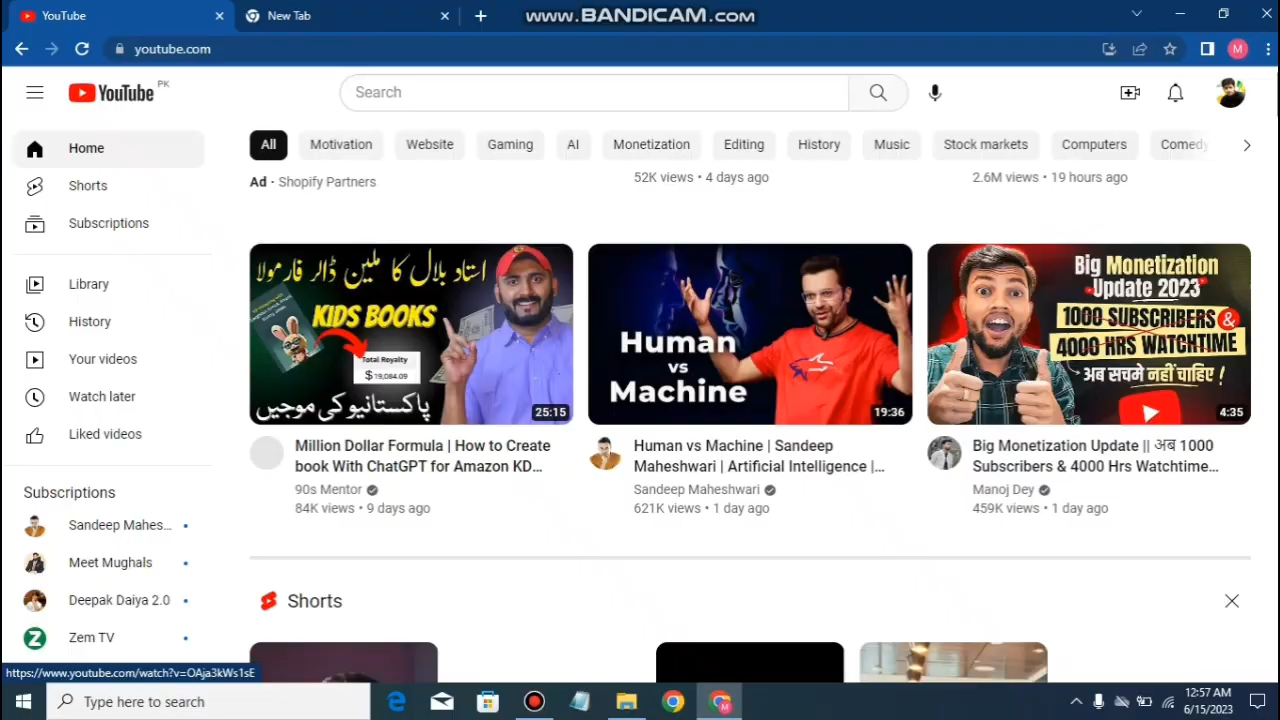 YouTube
New Tab
www.BANDICAM.com
youtube.com
M
YouTube PK
Search
Home
Shorts
Subscriptions
Library
History
Your videos
Watch later
Liked videos
Subscriptions
Sandeep Mahes...
Meet Mughals
Deepak Daiya 2.0
Zem TV
All
Motivation
Website
Gaming
AI
Monetization
Editing
History
Music
Stock markets
Computers
Comedy
Ad · Shopify Partners
52K views • 4 days ago
2.6M views • 19 hours ago
استاد بلال کا ملین ڈالر فارمولا
KIDS BOOKS
Total Royalty
$19,084.09
پاکستانیو کی موجیں
25:15
Million Dollar Formula | How to Create
book With ChatGPT for Amazon KD...
90s Mentor
84K views • 9 days ago
Human
vs
Machine
19:36
Human vs Machine | Sandeep
Maheshwari | Artificial Intelligence |...
Sandeep Maheshwari
621K views • 1 day ago
Big Monetization
Update 2023
1000 SUBSCRIBERS &
4000 HRS WATCHTIME
अब सचमे नहीं चाहिए !
4:35
Big Monetization Update || अब 1000
Subscribers & 4000 Hrs Watchtime...
Manoj Dey
459K views • 1 day ago
Shorts
https://www.youtube.com/watch?v=OAja3kWs1sE
Type here to search
12:57 AM
6/15/2023